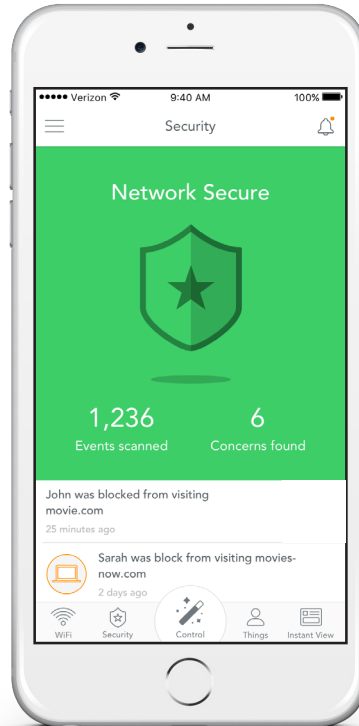 Verizon 9:40 AM 100%
Security
Network Secure
1,236 6
Events scanned Concerns found
John was blocked from visiting
movie.com
25 minutes ago
Sarah was block from visiting movies-
now.com
2 days ago
WiFi Security Control Things Instant View